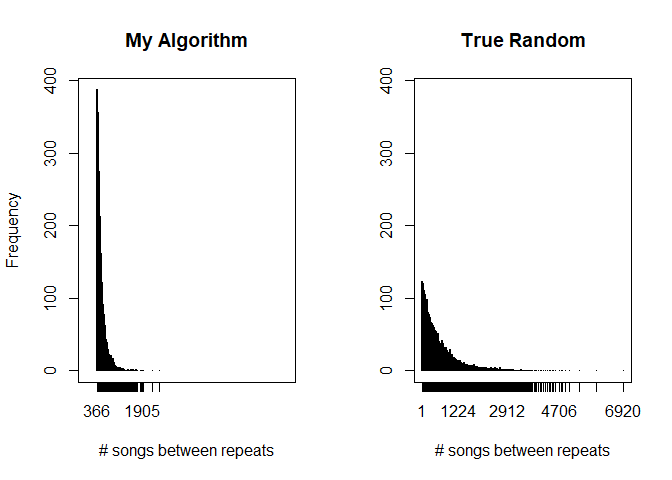 My Algorithm
Frequency
400
300
200
100
0
366 1905
# songs between repeats
True Random
400
300
200
100
0
1 1224 2912 4706 6920
# songs between repeats